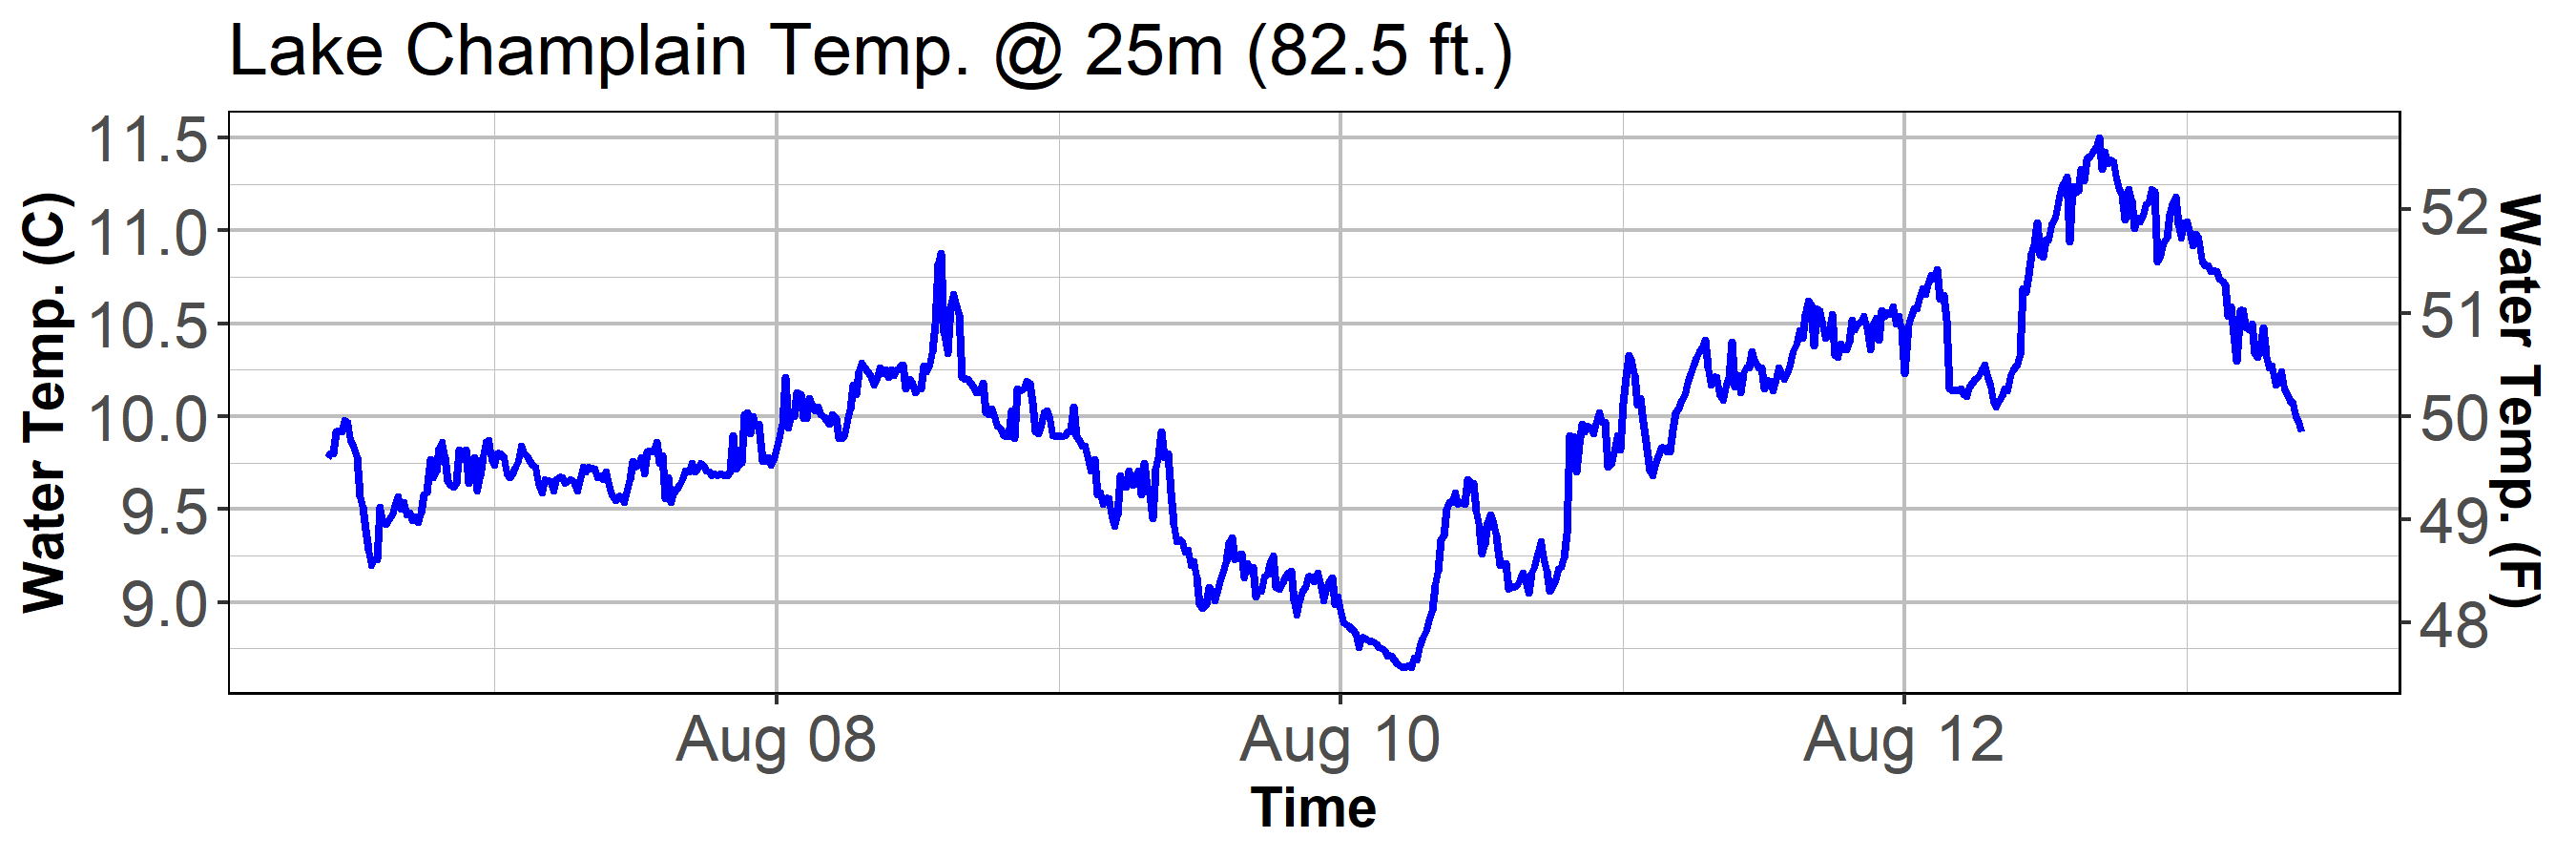 Lake Champlain Temp. @ 25m (82.5 ft.)
Water Temp. (C)
11.5
11.0
10.5
10.0
9.5
9.0
52
51
50
49
48
Water Temp. (F)
Aug 08
Aug 10
Aug 12
Time